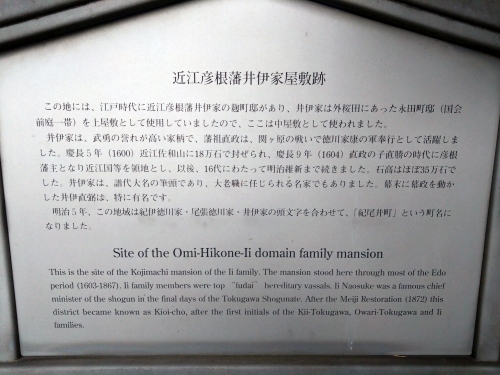 近江彦根藩井伊家屋敷跡
この地には、江戸時代に近江彦根藩井伊家の麹町邸があり、井伊家は外桜田にあった永田町邸（国会
前庭一帯）を上屋敷として使用していましたので、ここは中屋敷として使われました。
井伊家は、武勇の誉れが高い家柄で、藩祖直政は、関ヶ原の戦いで徳川家康の軍奉行として活躍しま
した。慶長５年（1600）近江佐和山に18万石で封ぜられ、慶長９年（1604）直政の子直勝の時代に彦根
藩主となり近江国等を領地とし、以後、16代にわたって明治維新まで続きました。石高はほぼ35万石で
した。井伊家は、譜代大名の筆頭であり、大老職に任じられる名家でもありました。幕末に幕政を動か
した井伊直弼は、特に有名です。
明治５年、この地域は紀伊徳川家・尾張徳川家・井伊家の頭文字を合わせて、「紀尾井町」という町名に
なりました。
Site of the Omi-Hikone-Ii domain family mansion
This is the site of the Kojimachi mansion of the Ii family. The mansion stood here through most of the Edo
period (1603-1867). Ii family members were top "fudai" hereditury vassals. Ii Naosuke was a famous chief
minister of the shogun in the final days of the Tokugawa Shogunate. After the Meiji Restoration (1872) this
district became known as Kioi-cho, after the first initials of the Kii-Tokugawa, Owari-Tokugawa and Ii
families.